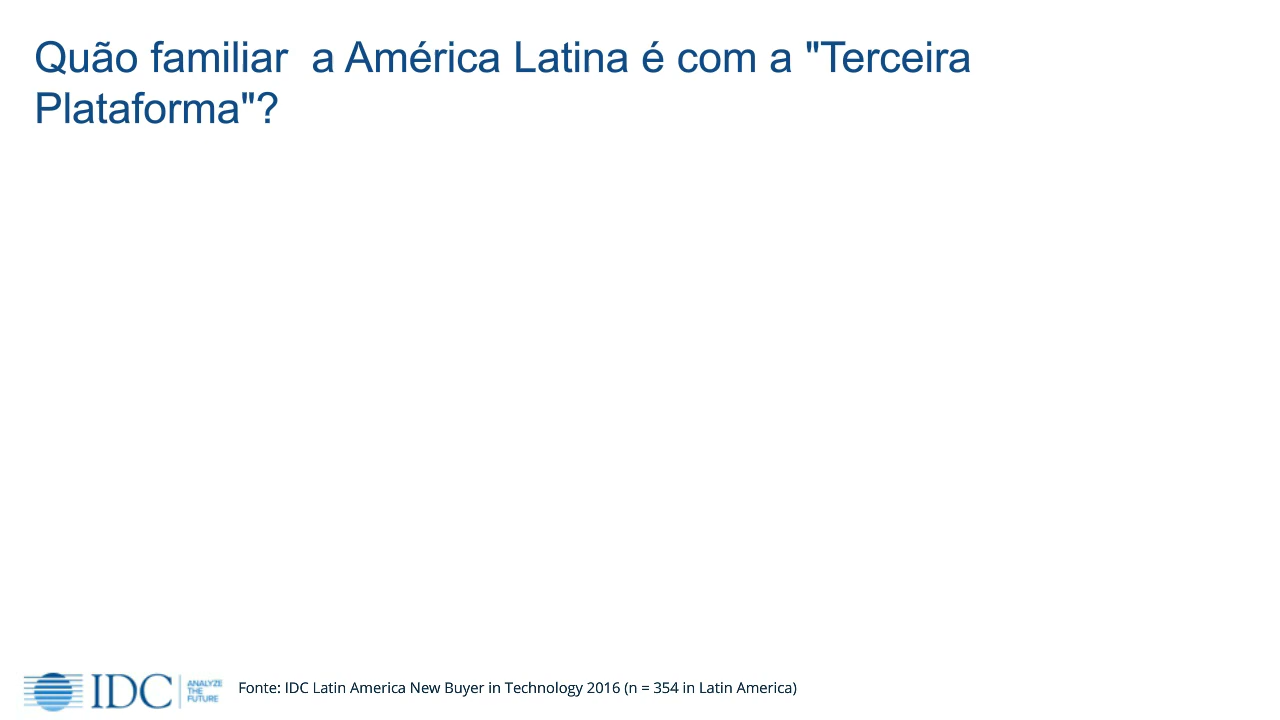 Quão familiar  a América Latina é com a "Terceira
Plataforma"?
IDC
ANALYZE
THE
FUTURE
Fonte: IDC Latin America New Buyer in Technology 2016 (n = 354 in Latin America)